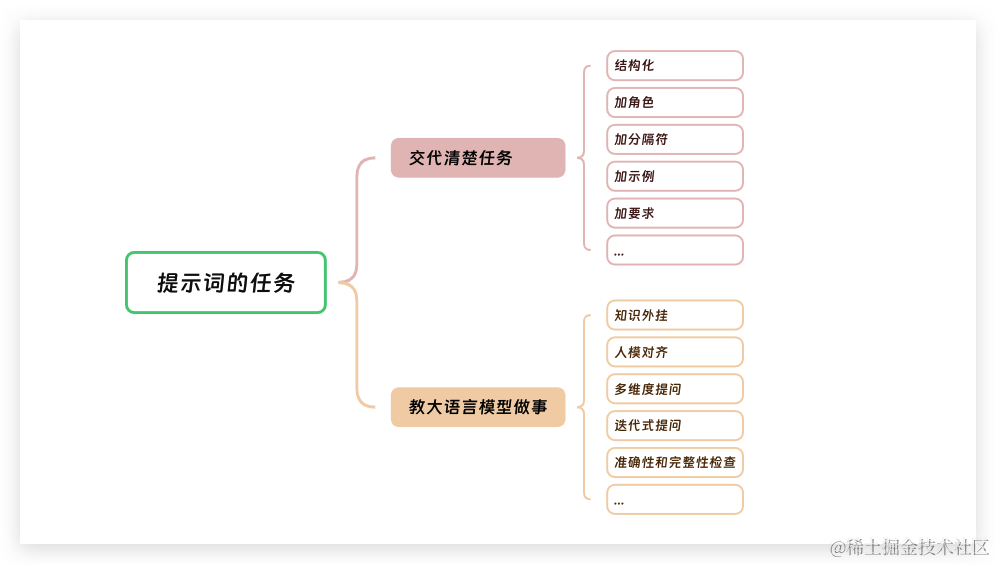 提示词的任务
交代清楚任务
结构化
加角色
加分隔符
加示例
加要求
...
教大语言模型做事
知识外挂
人模对齐
多维度提问
迭代式提问
准确性和完整性检查
...
@稀土掘金技术社区